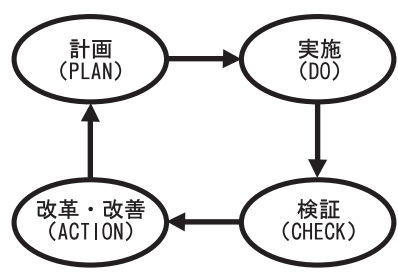 計画
(PLAN)
実施
(DO)
検証
(CHECK)
改革・改善
(ACTION)